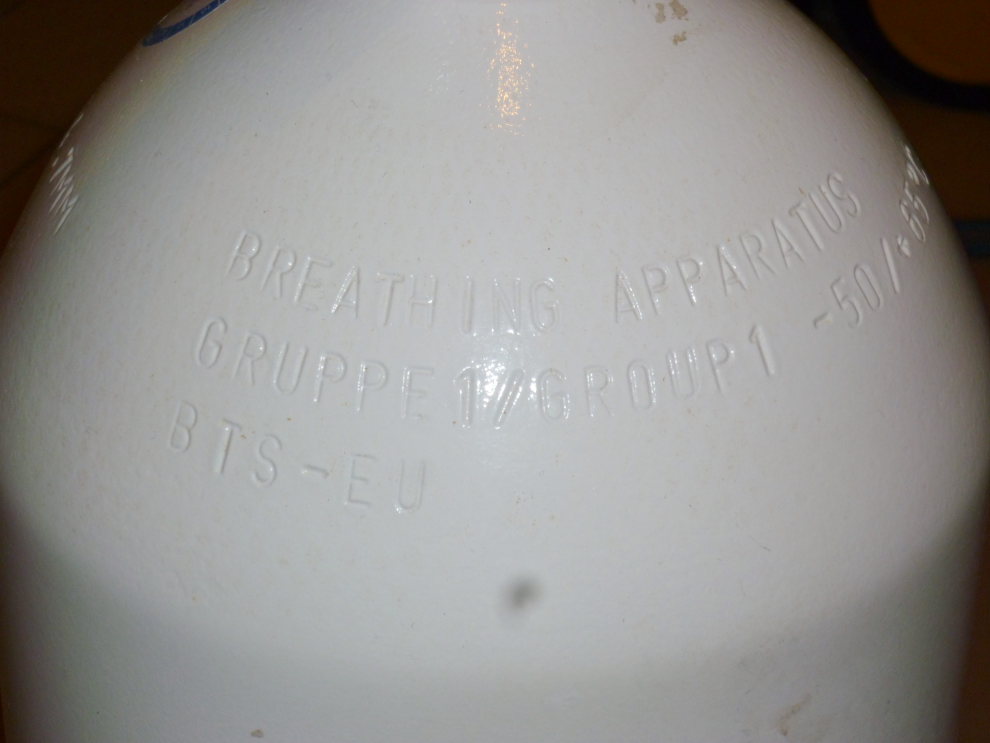 BREATHING APPARATUS
GRUPPE 1//GROUP1 -50/+65°C
BTS-EU